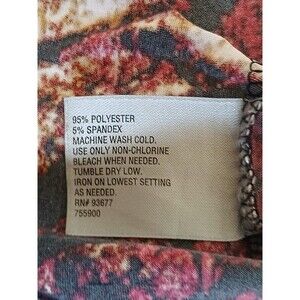 95% POLYESTER
5% SPANDEX
MACHINE WASH COLD.
USE ONLY NON-CHLORINE
BLEACH WHEN NEEDED.
TUMBLE DRY LOW.
IRON ON LOWEST SETTING
AS NEEDED.
RN# 93677
755900